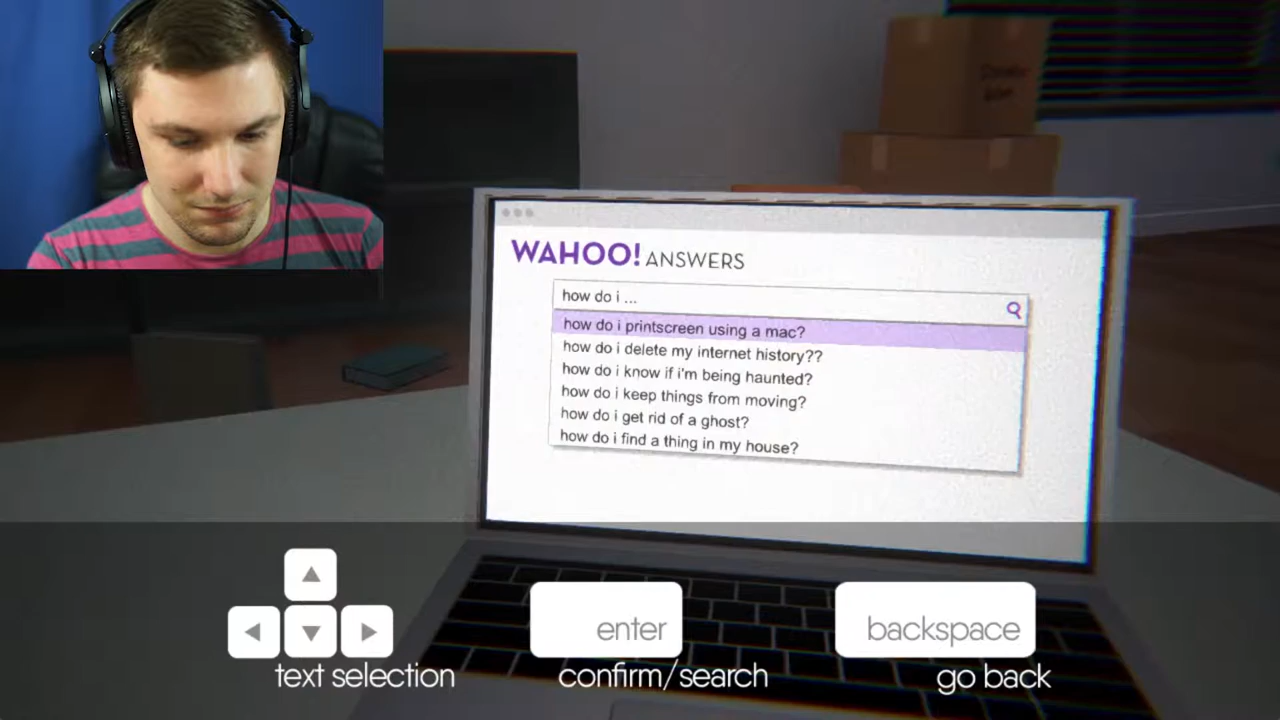 WAHOO! ANSWERS
how do i ...
how do i printscreen using a mac?
how do i delete my internet history??
how do i know if i'm being haunted?
how do i keep things from moving?
how do i get rid of a ghost?
how do i find a thing in my house?
enter
backspace
text selection
confirm/search
go back